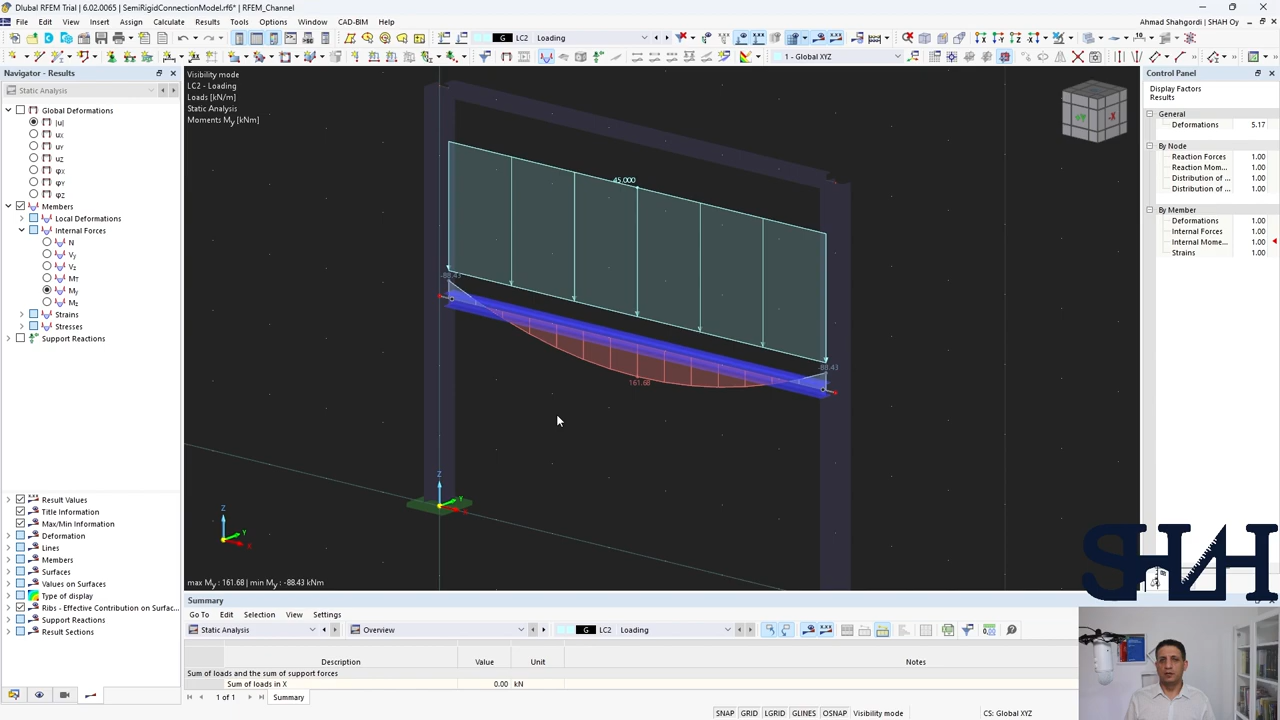 Dlubal RFEM Trial | 6.02.0065 | SemiRigidConnectionModel.rf6* | RFEM_Channel
File Edit View Insert Assign Calculate Results Tools Options Window CAD-BIM Help
Ahmad Shahgordi | SHAH Oy
G LC2 Loading
1 - Global XYZ
Navigator - Results
Static Analysis
Global Deformations
|u|
uX
uY
uZ
φX
φY
φZ
Members
Local Deformations
Internal Forces
N
Vy
Vz
MT
My
Mz
Strains
Stresses
Support Reactions
Result Values
Title Information
Max/Min Information
Deformation
Lines
Members
Surfaces
Values on Surfaces
Type of display
Ribs - Effective Contribution on Surfac...
Support Reactions
Result Sections
Visibility mode
LC2 - Loading
Loads [kN/m]
Static Analysis
Moments My [kNm]
45.000
-88.43
-88.43
161.68
Z
Y
X
Z
Y
X
max My : 161.68 | min My : -88.43 kNm
+Y
-X
Control Panel
Display Factors
Results
General
Deformations 5.17
By Node
Reaction Forces 1.00
Reaction Mom... 1.00
Distribution of ... 1.00
Distribution of ... 1.00
By Member
Deformations 1.00
Internal Forces 1.00
Internal Mome... 1.00
Strains 1.00
SHAH
Summary
Go To Edit Selection View Settings
Static Analysis Overview G LC2 Loading
Description Value Unit Notes
Sum of loads and the sum of support forces
Sum of loads in X 0.00 kN
1 of 1 Summary
SNAP GRID LGRID GLINES OSNAP Visibility mode CS: Global XYZ